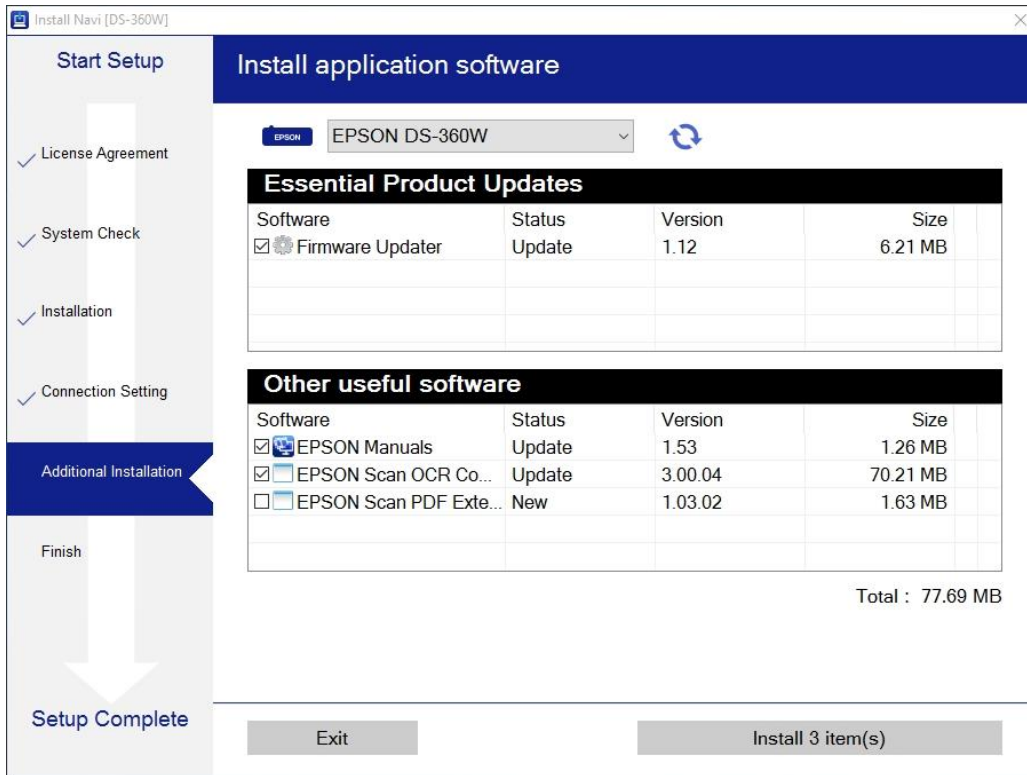 Install Navi [DS-360W]
Start Setup
License Agreement
System Check
Installation
Connection Setting
Additional Installation
Finish
Setup Complete
Install application software
EPSON EPSON DS-360W
Essential Product Updates
Software Status Version Size
Firmware Updater Update 1.12 6.21 MB
Other useful software
Software Status Version Size
EPSON Manuals Update 1.53 1.26 MB
EPSON Scan OCR Co... Update 3.00.04 70.21 MB
EPSON Scan PDF Exte... New 1.03.02 1.63 MB
Total : 77.69 MB
Exit Install 3 item(s)